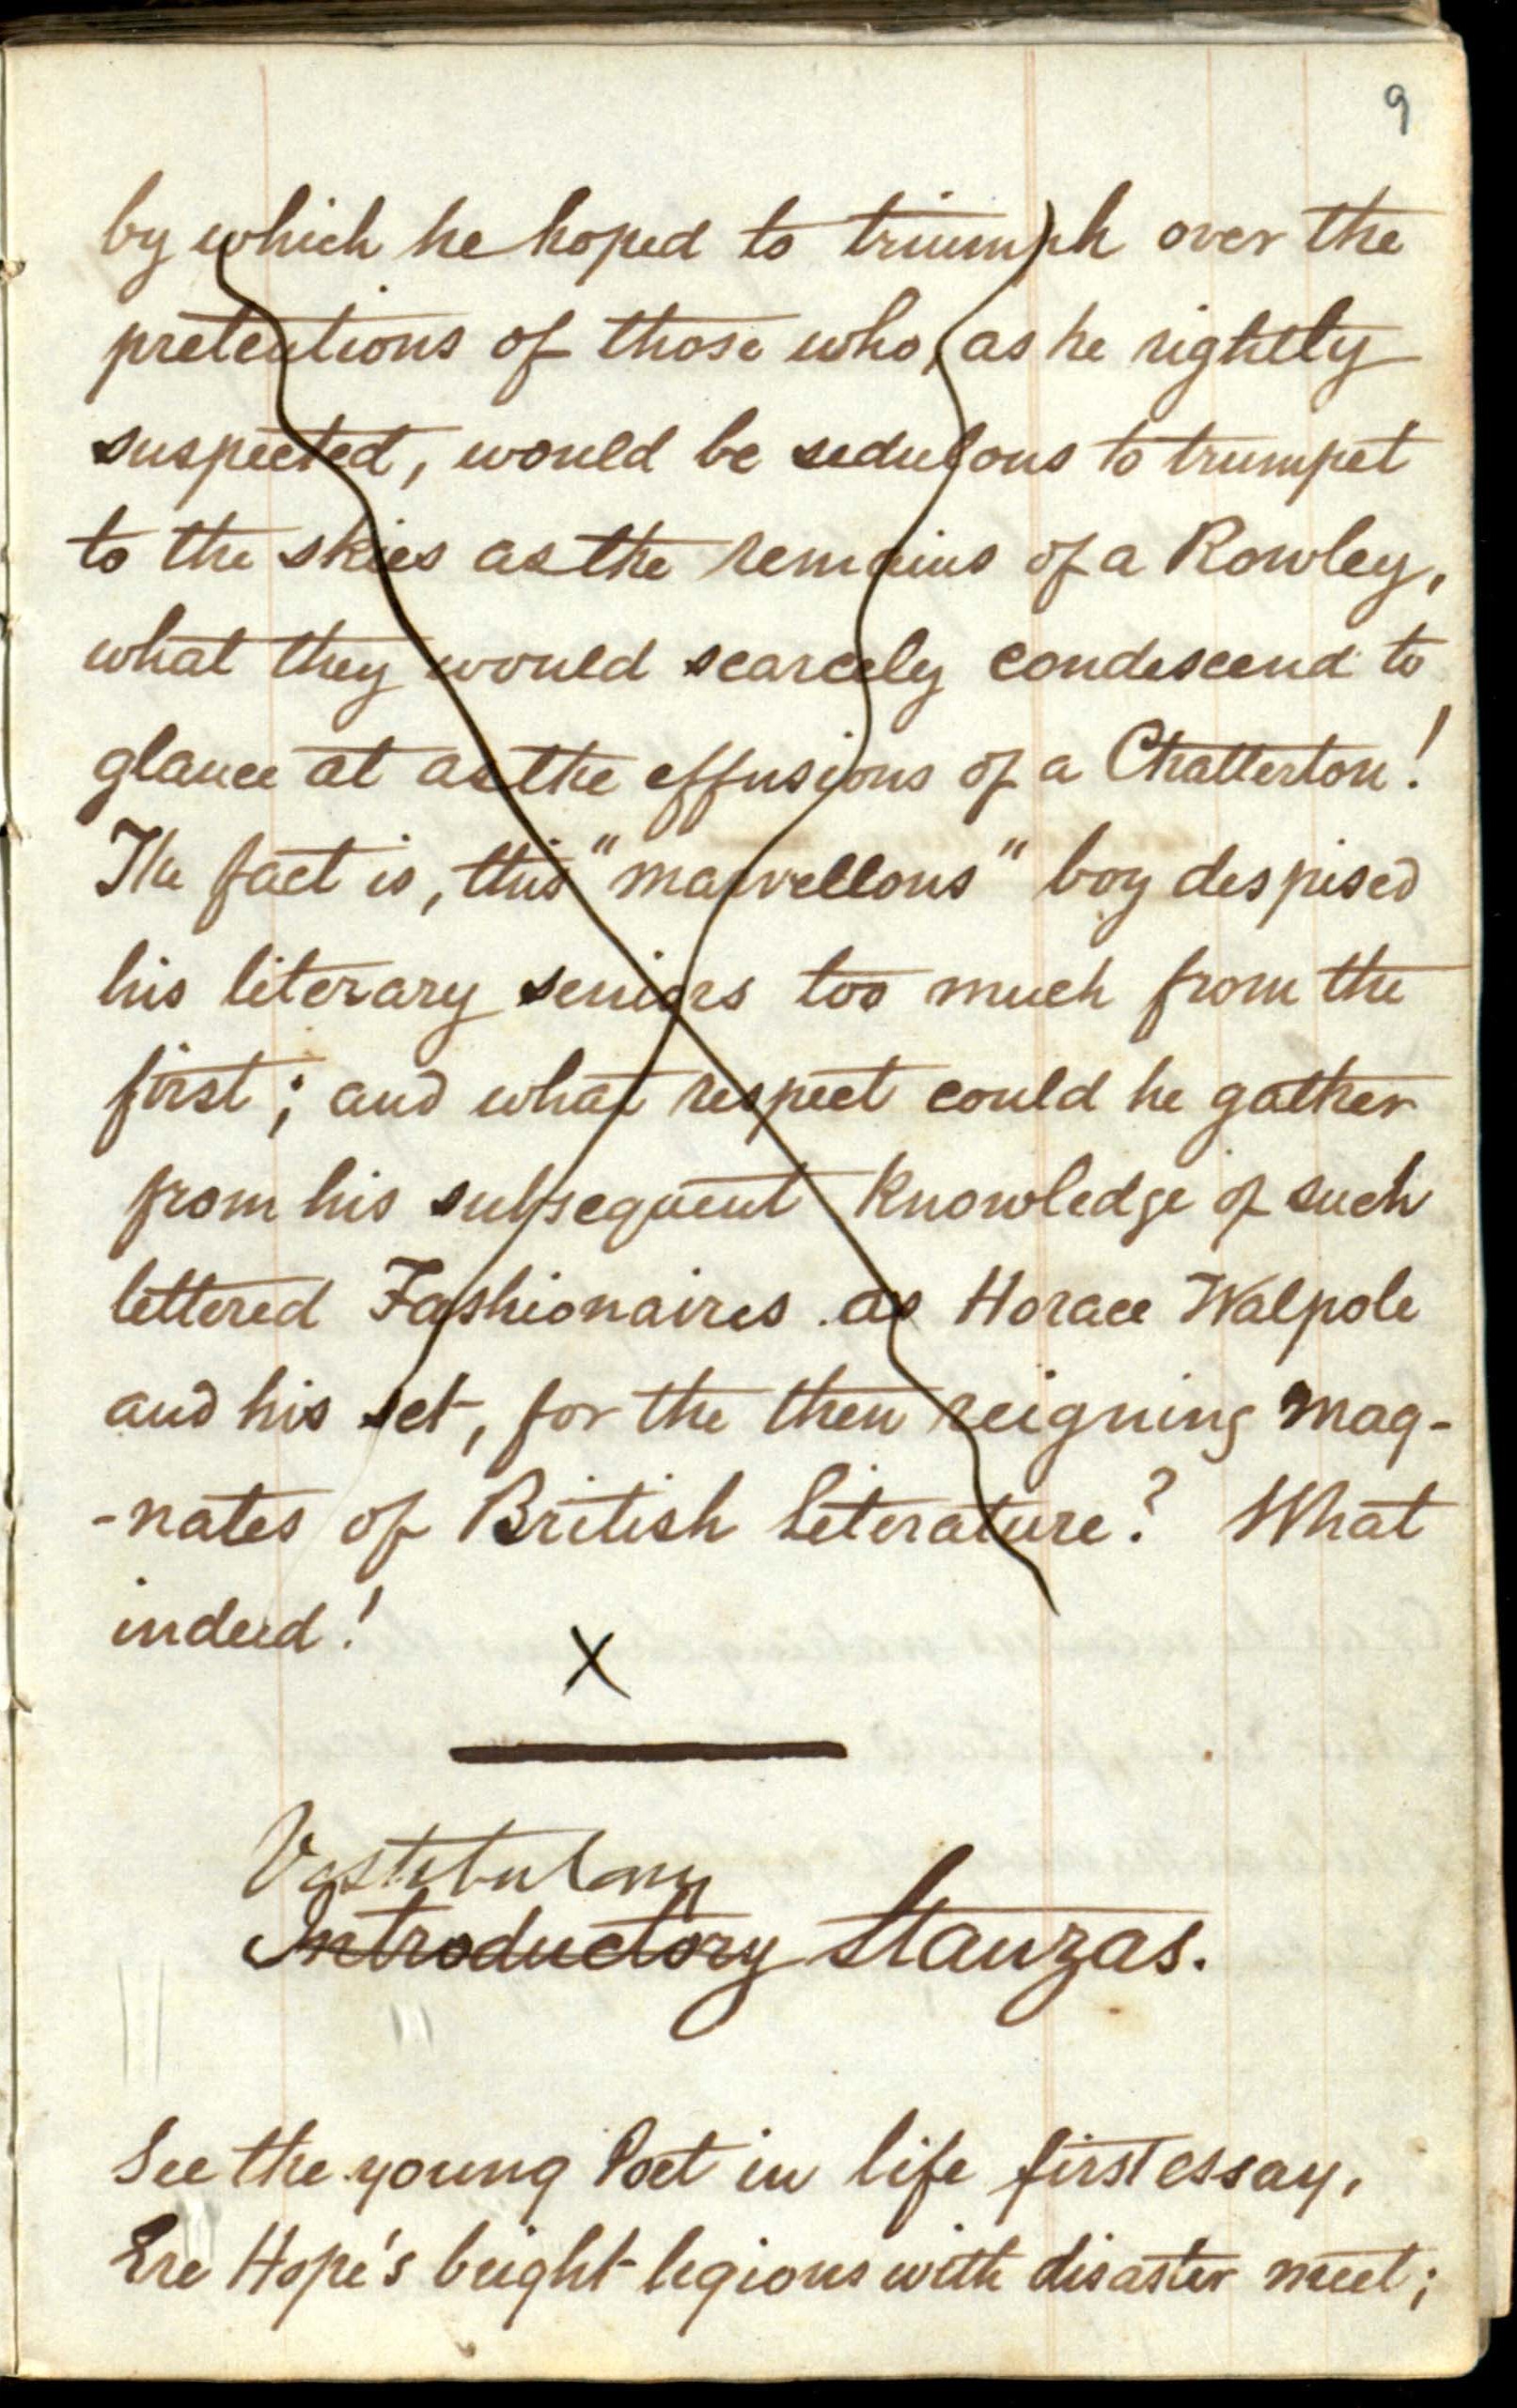 9
by which he hoped to triumph over the
pretentions of those who, as he rightly
suspected, would be sedulous to trumpet
to the skies as the remains of a Rowley,
what they would scarcely condescend to
glance at as the effusions of a Chatterton!
The fact is, this "marvellous" boy despised
his literary seniors too much from the
first; and what respect could he gather
from his subsequent knowledge of such
lettered Fashionaires as Horace Walpole
and his set, for the then reigning mag-
-nates of British literature? What
indeed!
X
Vestibulary
Introductory Stanzas.
See the young Poet in life first essay,
Ere Hope's bright legions with disaster meet;